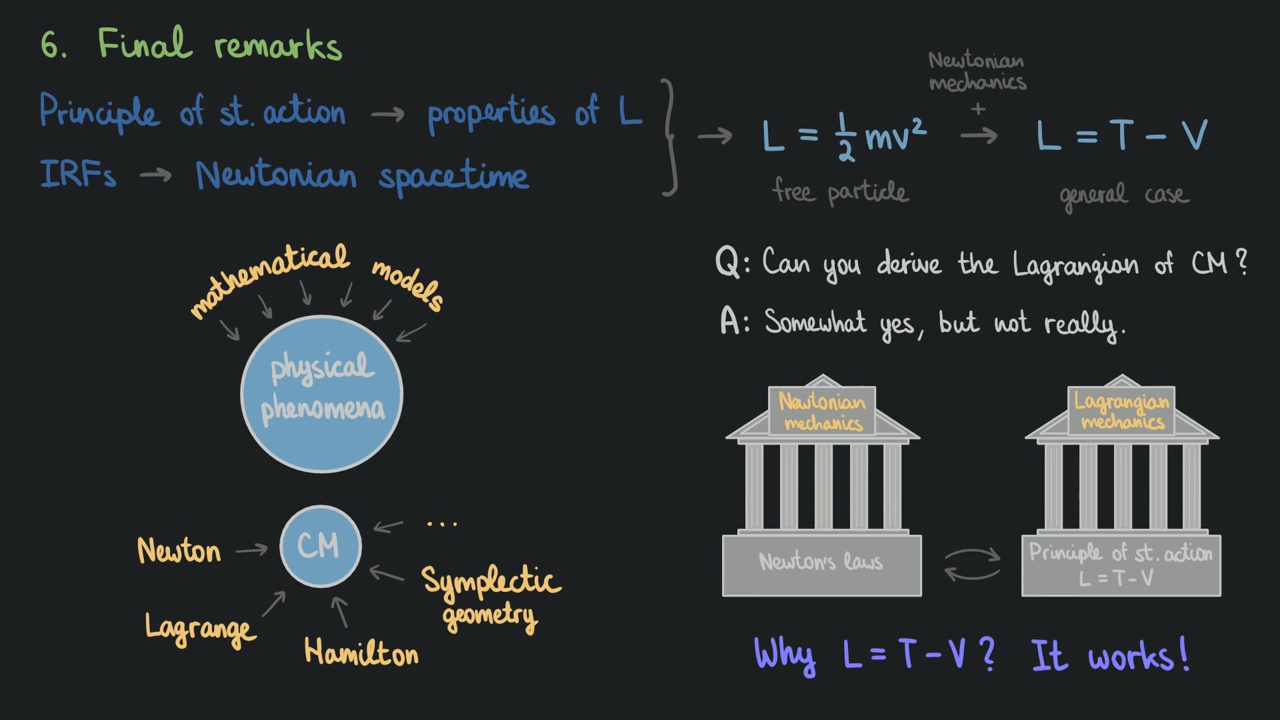 6. Final remarks
Principle of st. action → properties of L
IRFs → Newtonian spacetime
→ L = ½mv²
free particle
Newtonian
mechanics
+
→ L = T - V
general case
mathematical models
physical
phenomena
CM
Newton
Lagrange
Hamilton
Symplectic
geometry
...
Q: Can you derive the Lagrangian of CM?
A: Somewhat yes, but not really.
Newtonian
mechanics
Newton's laws
Lagrangian
mechanics
Principle of st. action
L = T - V
Why L = T - V? It works!